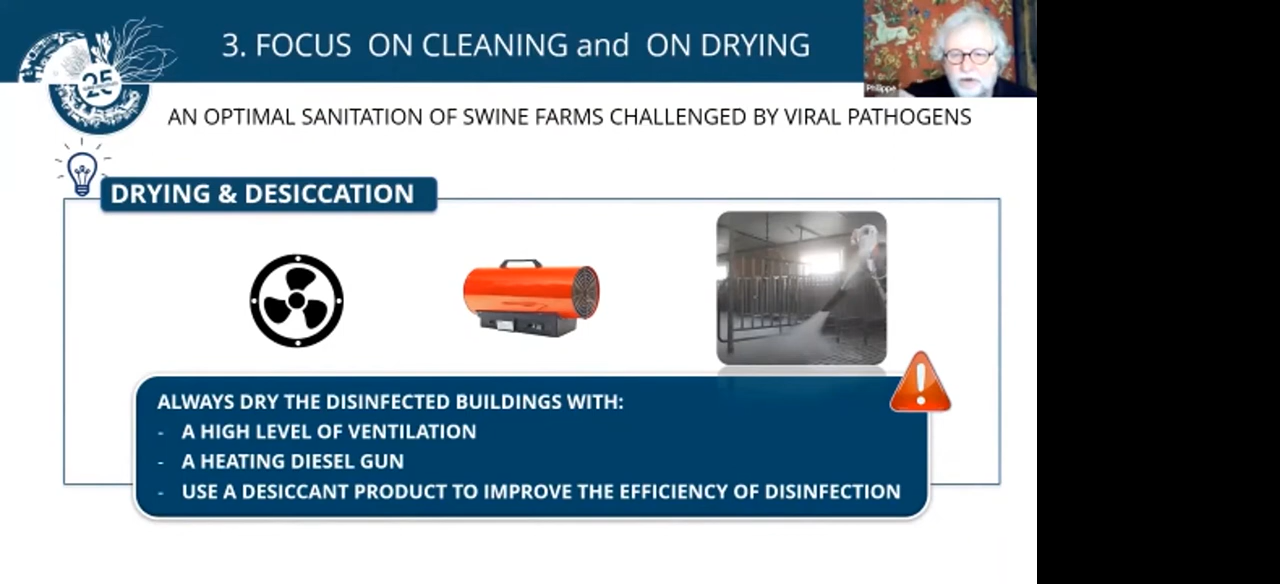 3. FOCUS ON CLEANING and ON DRYING
Philippe
25
AN OPTIMAL SANITATION OF SWINE FARMS CHALLENGED BY VIRAL PATHOGENS
DRYING & DESICCATION
ALWAYS DRY THE DISINFECTED BUILDINGS WITH:
- A HIGH LEVEL OF VENTILATION
- A HEATING DIESEL GUN
- USE A DESICCANT PRODUCT TO IMPROVE THE EFFICIENCY OF DISINFECTION